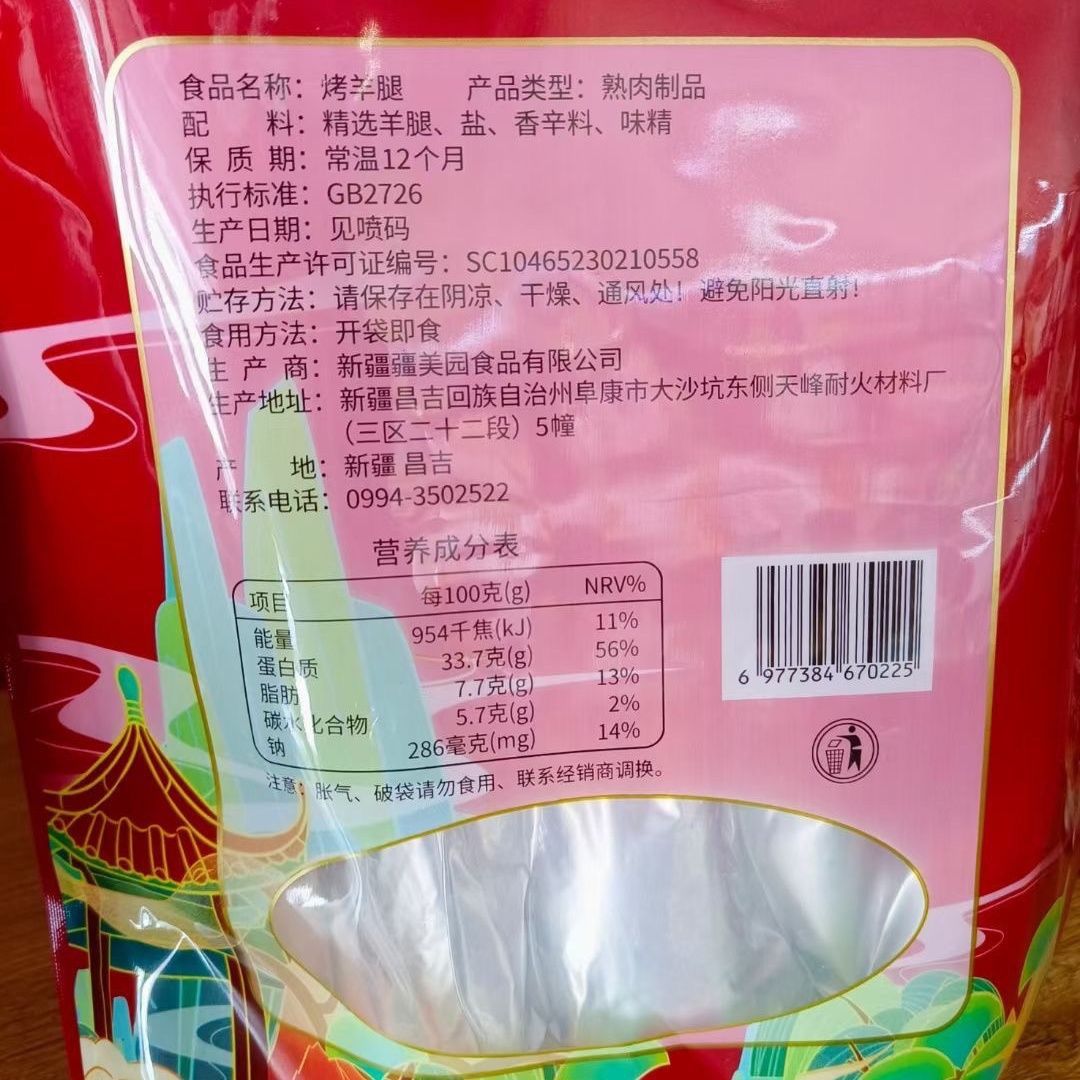 食品名称：烤羊腿 产品类型：熟肉制品
配 料：精选羊腿、盐、香辛料、味精
保 质 期：常温12个月
执行标准：GB2726
生产日期：见喷码
食品生产许可证编号：SC10465230210558
贮存方法：请保存在阴凉、干燥、通风处！避免阳光直射！
食用方法：开袋即食
生 产 商：新疆疆美园食品有限公司
生产地址：新疆昌吉回族自治州阜康市大沙坑东侧天峰耐火材料厂
（三区二十二段）5幢
产 地：新疆 昌吉
联系电话：0994-3502522
营养成分表
项目 每100克(g) NRV%
能量 954千焦(kJ) 11%
蛋白质 33.7克(g) 56%
脂肪 7.7克(g) 13%
碳水化合物 5.7克(g) 2%
钠 286毫克(mg) 14%
注意：胀气、破袋请勿食用、联系经销商调换。
6 977384 670225